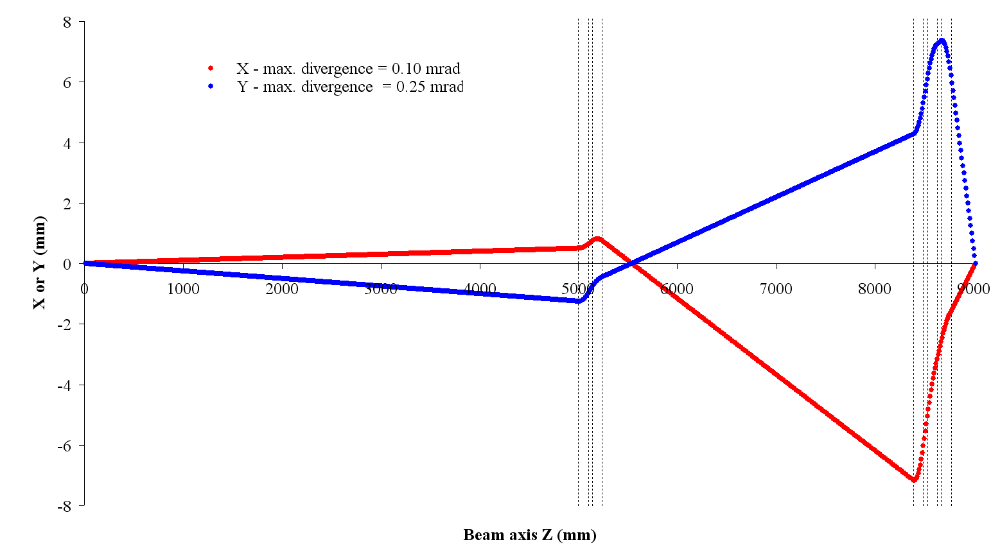 8
X - max. divergence = 0.10 mrad
6
Y - max. divergence = 0.25 mrad
4
2
X or Y (mm)
0
0 1000 2000 3000 4000 5000 6000 7000 8000 9000
-2
-4
-6
-8
Beam axis Z (mm)